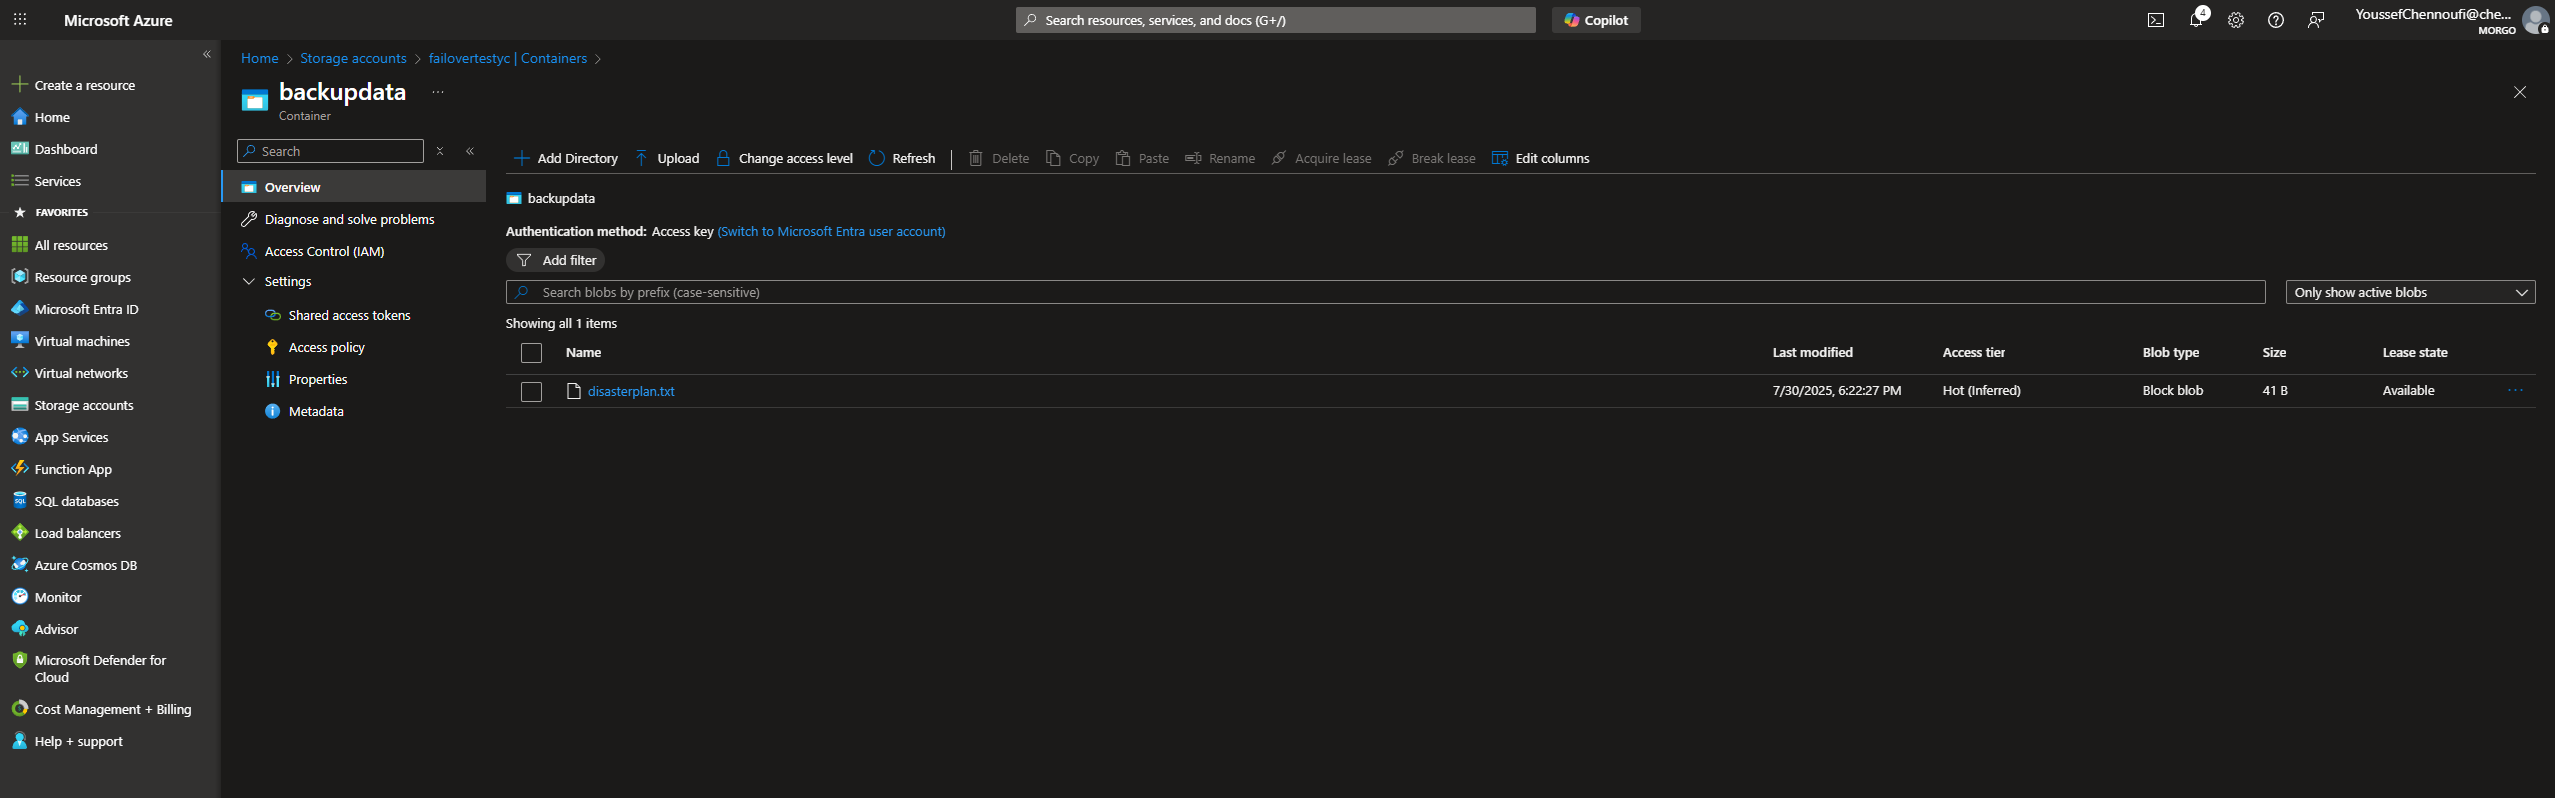 Microsoft Azure
Search resources, services, and docs (G+/)
Copilot
4
YoussefChennoufi@che...
MORGO
Create a resource
Home
Dashboard
Services
FAVORITES
All resources
Resource groups
Microsoft Entra ID
Virtual machines
Virtual networks
Storage accounts
App Services
Function App
SQL databases
Load balancers
Azure Cosmos DB
Monitor
Advisor
Microsoft Defender for
Cloud
Cost Management + Billing
Help + support
Home > Storage accounts > failovertestyc | Containers >
backupdata ...
Container
Search
Overview
Diagnose and solve problems
Access Control (IAM)
Settings
Shared access tokens
Access policy
Properties
Metadata
Add Directory Upload Change access level Refresh Delete Copy Paste Rename Acquire lease Break lease Edit columns
backupdata
Authentication method: Access key (Switch to Microsoft Entra user account)
Add filter
Search blobs by prefix (case-sensitive)
Only show active blobs
Showing all 1 items
Name Last modified Access tier Blob type Size Lease state
disasterplan.txt 7/30/2025, 6:22:27 PM Hot (Inferred) Block blob 41 B Available ...